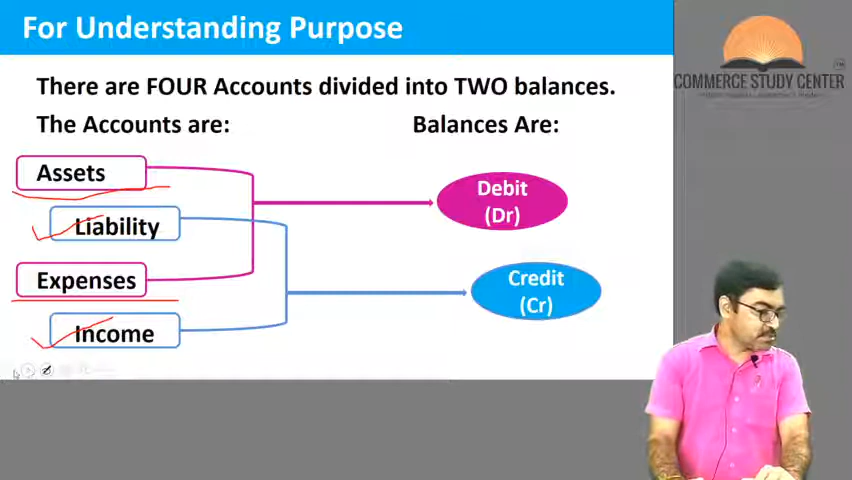 For Understanding Purpose
There are FOUR Accounts divided into TWO balances.
The Accounts are:
Balances Are:
Assets
Liability
Expenses
Income
Debit
(Dr)
Credit
(Cr)
COMMERCE STUDY CENTER
TM